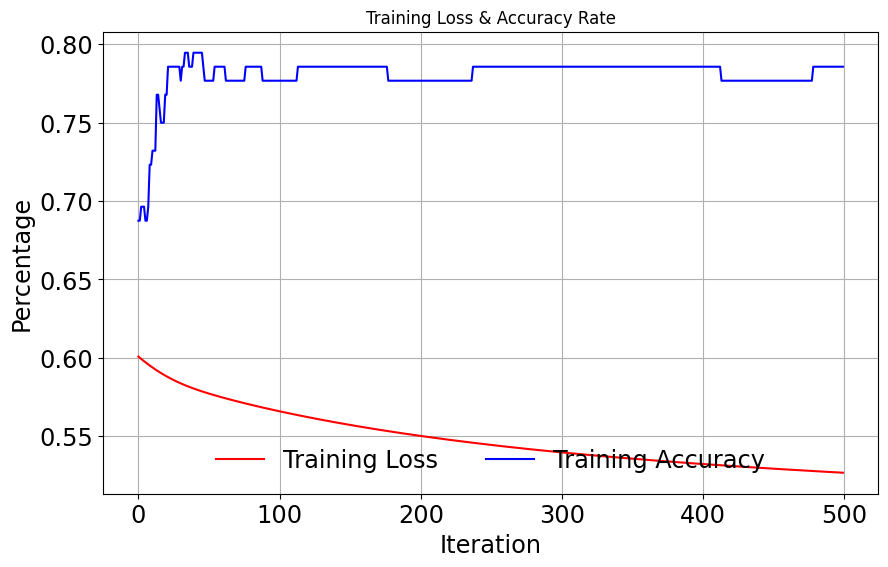 Training Loss & Accuracy Rate
0.80
0.75
0.70
0.65
0.60
0.55
Percentage
Training Loss
Training Accuracy
0 100 200 300 400 500
Iteration